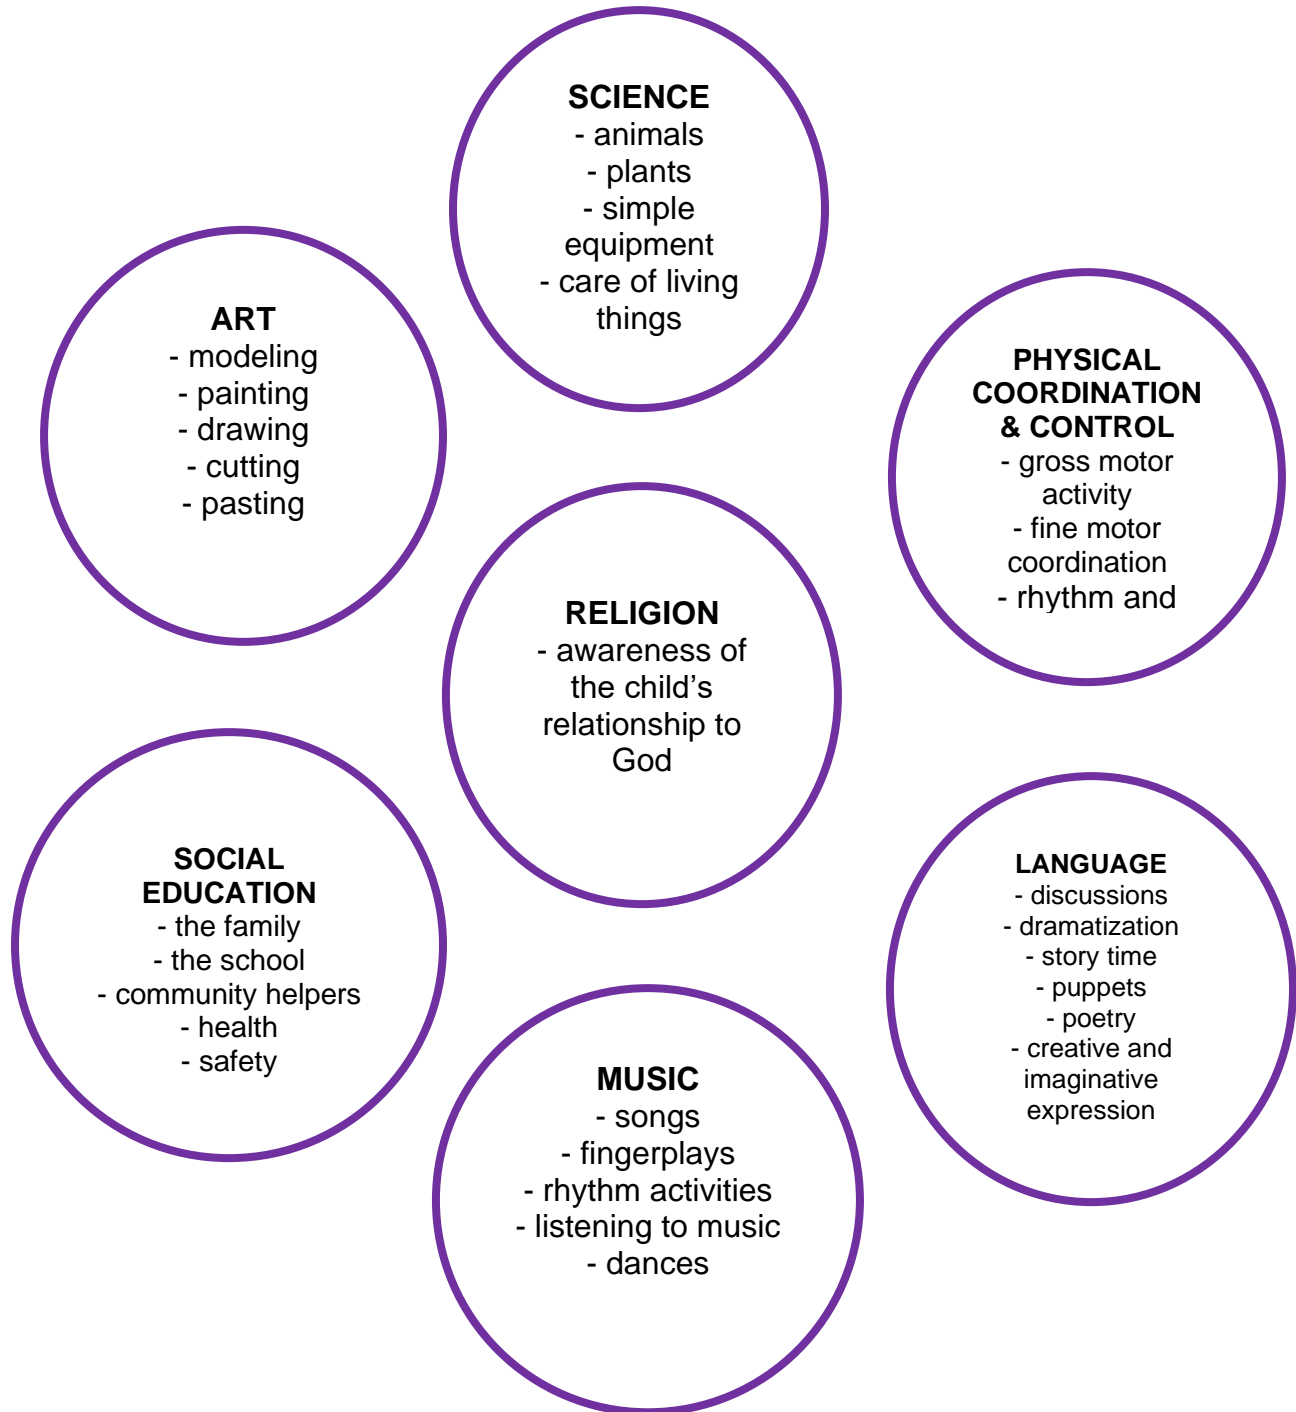 SCIENCE
- animals
- plants
- simple
equipment
- care of living
things
ART
- modeling
- painting
- drawing
- cutting
- pasting
PHYSICAL
COORDINATION
& CONTROL
- gross motor
activity
- fine motor
coordination
- rhythm and
RELIGION
- awareness of
the child’s
relationship to
God
SOCIAL
EDUCATION
- the family
- the school
- community helpers
- health
- safety
LANGUAGE
- discussions
- dramatization
- story time
- puppets
- poetry
- creative and
imaginative
expression
MUSIC
- songs
- fingerplays
- rhythm activities
- listening to music
- dances